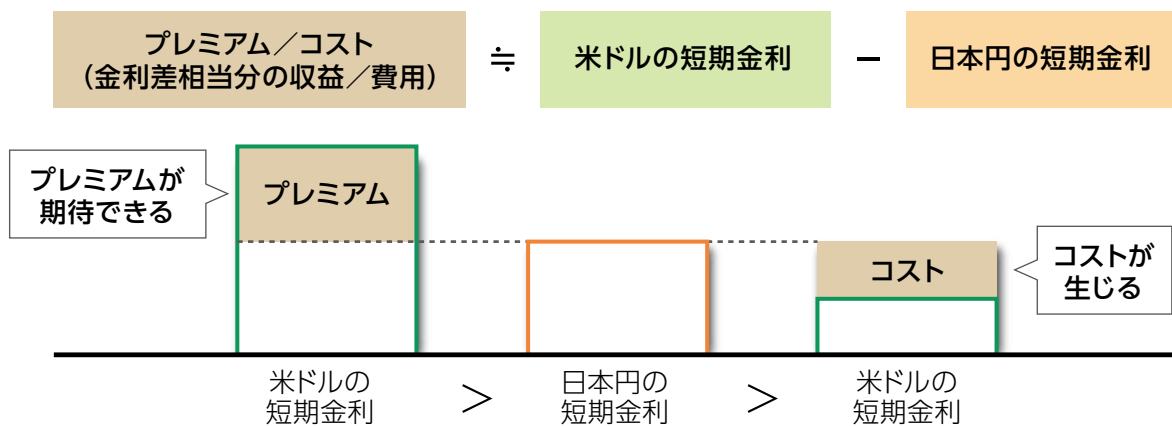 プレミアム／コスト
（金利差相当分の収益／費用）
≒
米ドルの短期金利
−
日本円の短期金利
プレミアムが
期待できる
プレミアム
コスト
コストが
生じる
米ドルの
短期金利
＞
日本円の
短期金利
＞
米ドルの
短期金利